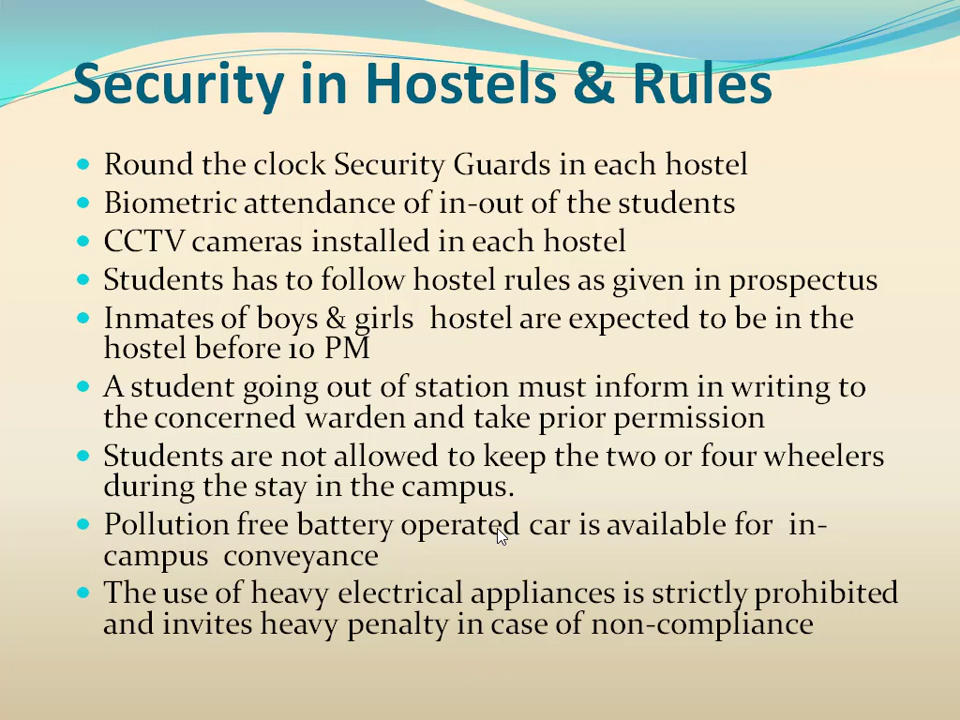 Security in Hostels & Rules
• Round the clock Security Guards in each hostel
• Biometric attendance of in-out of the students
• CCTV cameras installed in each hostel
• Students has to follow hostel rules as given in prospectus
• Inmates of boys & girls hostel are expected to be in the
hostel before 10 PM
• A student going out of station must inform in writing to
the concerned warden and take prior permission
• Students are not allowed to keep the two or four wheelers
during the stay in the campus.
• Pollution free battery operated car is available for in-
campus conveyance
• The use of heavy electrical appliances is strictly prohibited
and invites heavy penalty in case of non-compliance